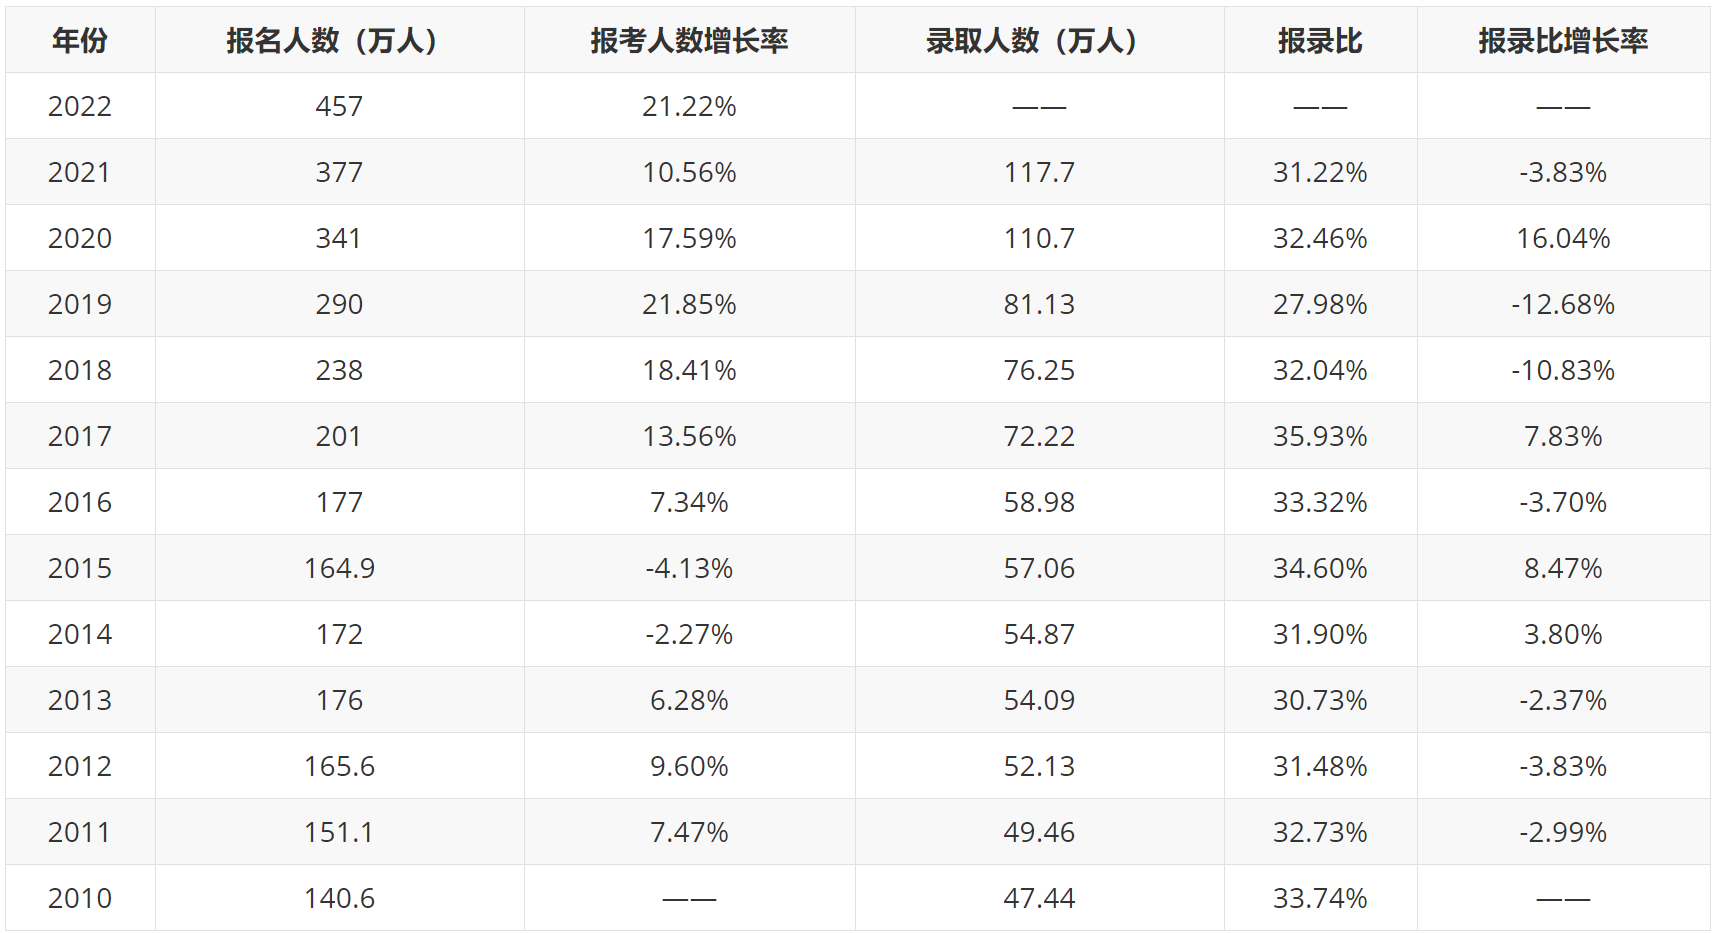 年份 报名人数（万人） 报考人数增长率 录取人数（万人） 报录比 报录比增长率
2022 457 21.22% —— —— ——
2021 377 10.56% 117.7 31.22% -3.83%
2020 341 17.59% 110.7 32.46% 16.04%
2019 290 21.85% 81.13 27.98% -12.68%
2018 238 18.41% 76.25 32.04% -10.83%
2017 201 13.56% 72.22 35.93% 7.83%
2016 177 7.34% 58.98 33.32% -3.70%
2015 164.9 -4.13% 57.06 34.60% 8.47%
2014 172 -2.27% 54.87 31.90% 3.80%
2013 176 6.28% 54.09 30.73% -2.37%
2012 165.6 9.60% 52.13 31.48% -3.83%
2011 151.1 7.47% 49.46 32.73% -2.99%
2010 140.6 —— 47.44 33.74% ——